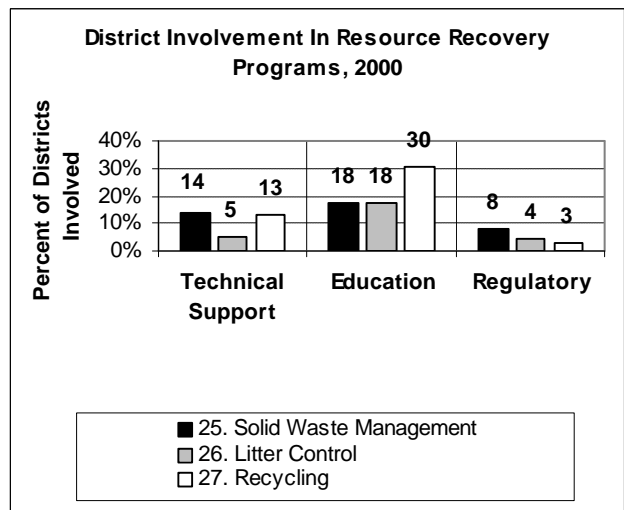 District Involvement In Resource Recovery
Programs, 2000
Percent of Districts
Involved
40%
30%
20%
10%
0%
14
5
13
18
18
30
8
4
3
Technical
Support
Education
Regulatory
25. Solid Waste Management
26. Litter Control
27. Recycling